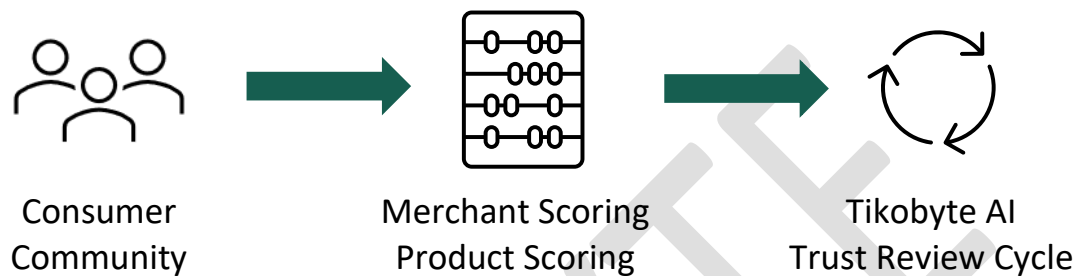 Consumer
Community
Merchant Scoring
Product Scoring
Tikobyte AI
Trust Review Cycle